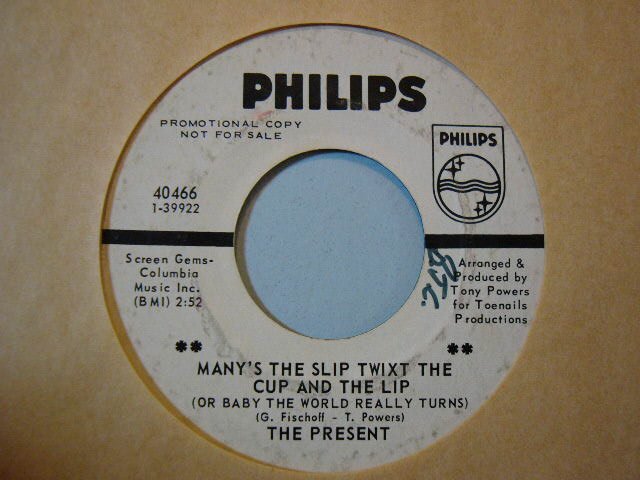 PHILIPS
PROMOTIONAL COPY
NOT FOR SALE
PHILIPS
40466
1-39922
Screen Gems-
Columbia
Music Inc.
(BMI) 2:52
Arranged &
Produced by
Tony Powers
for Toenails
Productions
** **
MANY'S THE SLIP TWIXT THE
CUP AND THE LIP
(OR BABY THE WORLD REALLY TURNS)
(G. Fischoff - T. Powers)
THE PRESENT